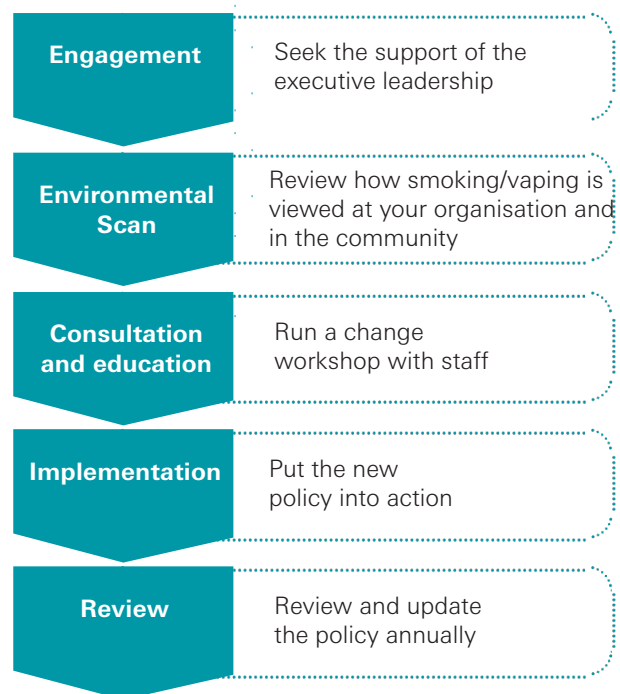 Engagement
Seek the support of the
executive leadership
Environmental
Scan
Review how smoking/vaping is
viewed at your organisation and
in the community
Consultation
and education
Run a change
workshop with staff
Implementation
Put the new
policy into action
Review
Review and update
the policy annually